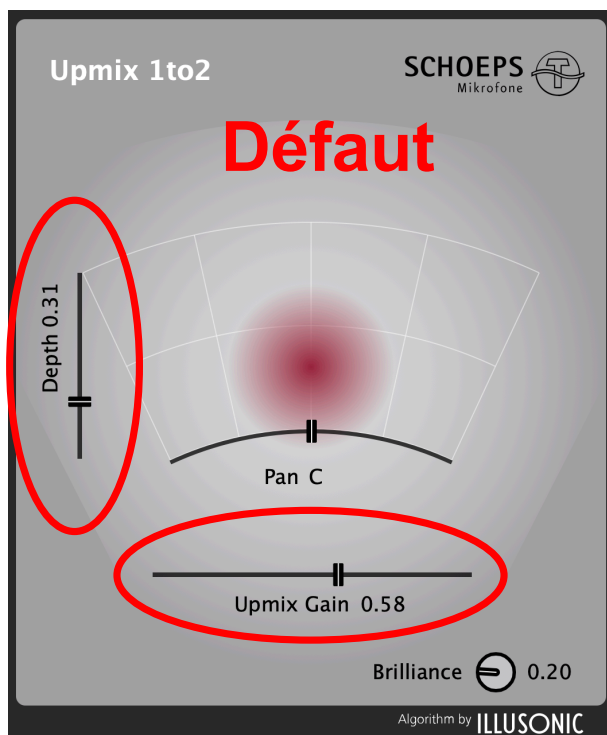 Upmix 1to2
SCHOEPS
Mikrofone
Défaut
Depth 0.31
Pan C
Upmix Gain 0.58
Brilliance 0.20
Algorithm by ILLUSONIC